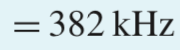 = 382 kHz